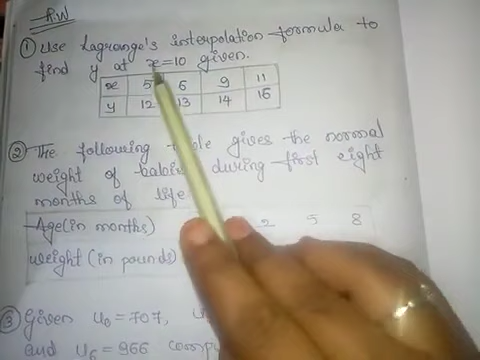 R.W
① Use Lagrange's interpolation formula to
find y at x=10 given.
x 5 6 9 11
y 12 13 14 16
② The following table gives the normal
weight of babies during first eight
months of life
Age(in months) 2 5 8
weight (in pounds)
③ Given u₀ = 707,
and u₆ = 966